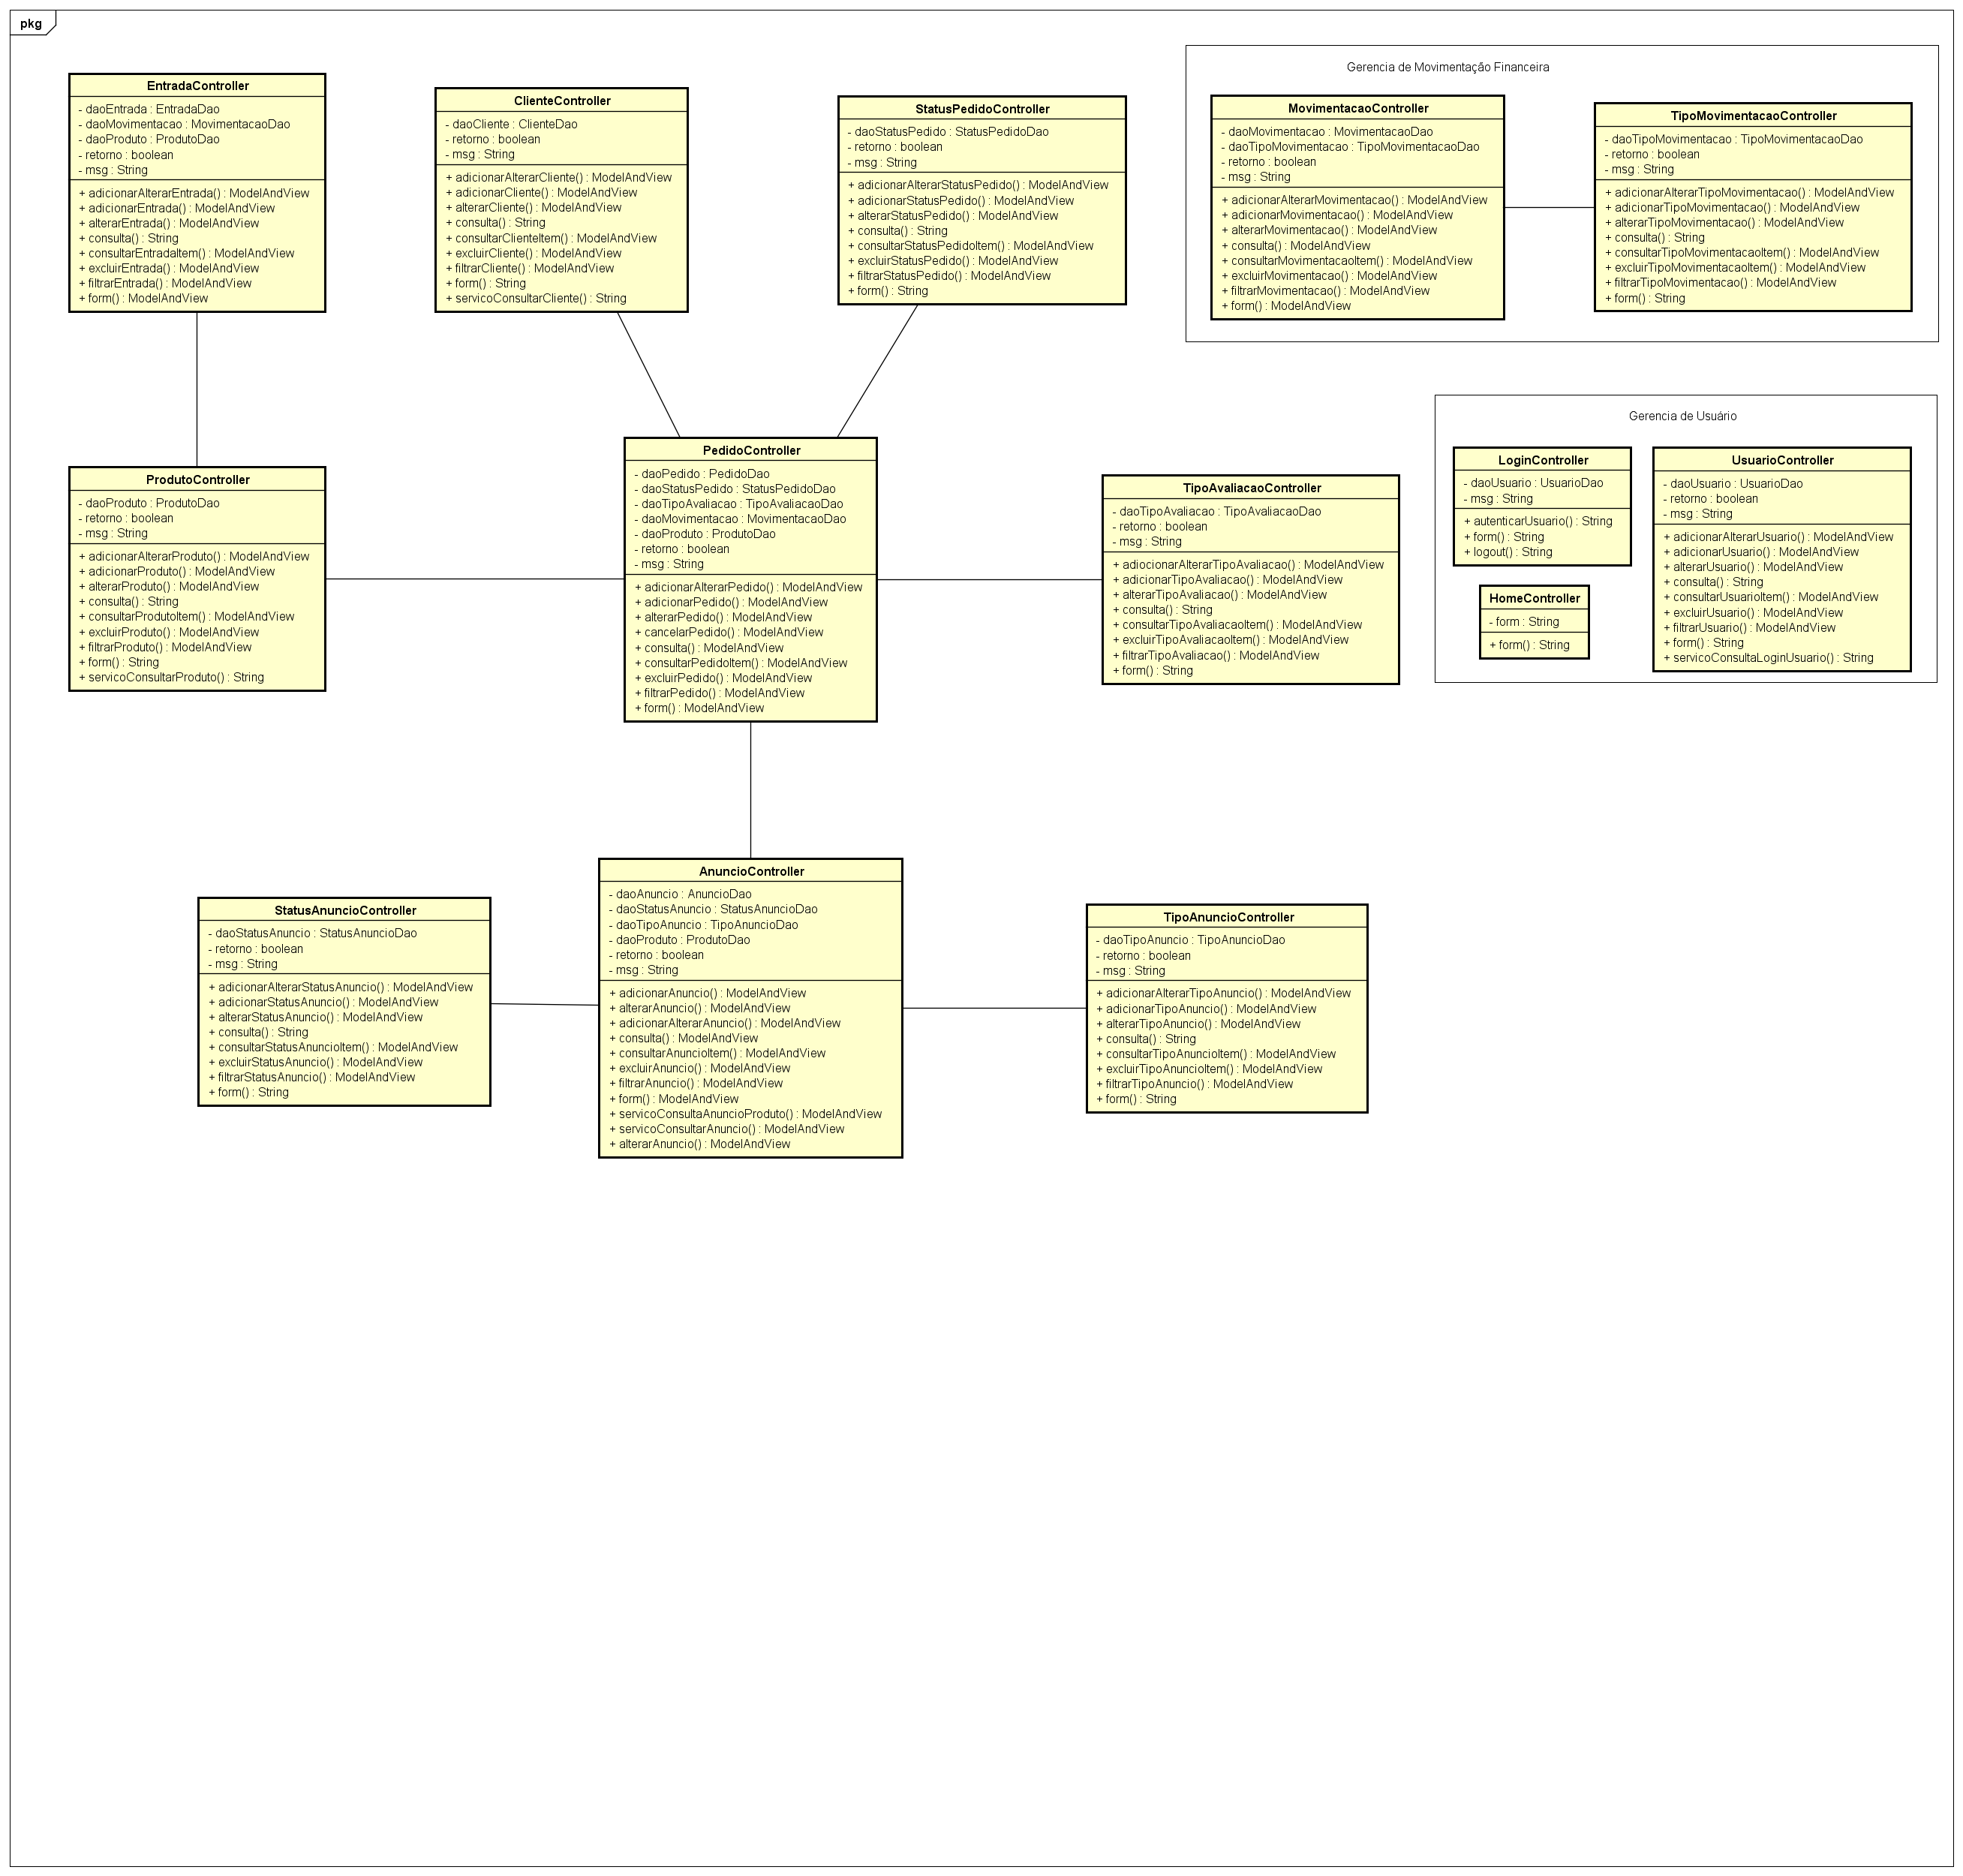 pkg
EntradaController
- daoEntrada : EntradaDao
- daoMovimentacao : MovimentacaoDao
- daoProduto : ProdutoDao
- retorno : boolean
- msg : String
+ adicionarAlterarEntrada() : ModelAndView
+ adicionarEntrada() : ModelAndView
+ alterarEntrada() : ModelAndView
+ consulta() : String
+ consultarEntradaItem() : ModelAndView
+ excluirEntrada() : ModelAndView
+ filtrarEntrada() : ModelAndView
+ form() : ModelAndView
ClienteController
- daoCliente : ClienteDao
- retorno : boolean
- msg : String
+ adicionarAlterarCliente() : ModelAndView
+ adicionarCliente() : ModelAndView
+ alterarCliente() : ModelAndView
+ consulta() : String
+ consultarClienteItem() : ModelAndView
+ excluirCliente() : ModelAndView
+ filtrarCliente() : ModelAndView
+ form() : String
+ servicoConsultarCliente() : String
StatusPedidoController
- daoStatusPedido : StatusPedidoDao
- retorno : boolean
- msg : String
+ adicionarAlterarStatusPedido() : ModelAndView
+ adicionarStatusPedido() : ModelAndView
+ alterarStatusPedido() : ModelAndView
+ consulta() : String
+ consultarStatusPedidoItem() : ModelAndView
+ excluirStatusPedido() : ModelAndView
+ filtrarStatusPedido() : ModelAndView
+ form() : String
Gerencia de Movimentação Financeira
MovimentacaoController
- daoMovimentacao : MovimentacaoDao
- daoTipoMovimentacao : TipoMovimentacaoDao
- retorno : boolean
- msg : String
+ adicionarAlterarMovimentacao() : ModelAndView
+ adicionarMovimentacao() : ModelAndView
+ alterarMovimentacao() : ModelAndView
+ consulta() : ModelAndView
+ consultarMovimentacaoItem() : ModelAndView
+ excluirMovimentacao() : ModelAndView
+ filtrarMovimentacao() : ModelAndView
+ form() : ModelAndView
TipoMovimentacaoController
- daoTipoMovimentacao : TipoMovimentacaoDao
- retorno : boolean
- msg : String
+ adicionarAlterarTipoMovimentacao() : ModelAndView
+ adicionarTipoMovimentacao() : ModelAndView
+ alterarTipoMovimentacao() : ModelAndView
+ consulta() : String
+ consultarTipoMovimentacaoItem() : ModelAndView
+ excluirTipoMovimentacaoItem() : ModelAndView
+ filtrarTipoMovimentacao() : ModelAndView
+ form() : String
ProdutoController
- daoProduto : ProdutoDao
- retorno : boolean
- msg : String
+ adicionarAlterarProduto() : ModelAndView
+ adicionarProduto() : ModelAndView
+ alterarProduto() : ModelAndView
+ consulta() : String
+ consultarProdutoItem() : ModelAndView
+ excluirProduto() : ModelAndView
+ filtrarProduto() : ModelAndView
+ form() : String
+ servicoConsultarProduto() : String
PedidoController
- daoPedido : PedidoDao
- daoStatusPedido : StatusPedidoDao
- daoTipoAvaliacao : TipoAvaliacaoDao
- daoMovimentacao : MovimentacaoDao
- daoProduto : ProdutoDao
- retorno : boolean
- msg : String
+ adicionarAlterarPedido() : ModelAndView
+ adicionarPedido() : ModelAndView
+ alterarPedido() : ModelAndView
+ cancelarPedido() : ModelAndView
+ consulta() : ModelAndView
+ consultarPedidoItem() : ModelAndView
+ excluirPedido() : ModelAndView
+ filtrarPedido() : ModelAndView
+ form() : ModelAndView
TipoAvaliacaoController
- daoTipoAvaliacao : TipoAvaliacaoDao
- retorno : boolean
- msg : String
+ adiocionarAlterarTipoAvaliacao() : ModelAndView
+ adicionarTipoAvaliacao() : ModelAndView
+ alterarTipoAvaliacao() : ModelAndView
+ consulta() : String
+ consultarTipoAvaliacaoItem() : ModelAndView
+ excluirTipoAvaliacaoItem() : ModelAndView
+ filtrarTipoAvaliacao() : ModelAndView
+ form() : String
Gerencia de Usuário
LoginController
- daoUsuario : UsuarioDao
- msg : String
+ autenticarUsuario() : String
+ form() : String
+ logout() : String
HomeController
- form : String
+ form() : String
UsuarioController
- daoUsuario : UsuarioDao
- retorno : boolean
- msg : String
+ adicionarAlterarUsuario() : ModelAndView
+ adicionarUsuario() : ModelAndView
+ alterarUsuario() : ModelAndView
+ consulta() : String
+ consultarUsuarioItem() : ModelAndView
+ excluirUsuario() : ModelAndView
+ filtrarUsuario() : ModelAndView
+ form() : String
+ servicoConsultaLoginUsuario() : String
StatusAnuncioController
- daoStatusAnuncio : StatusAnuncioDao
- retorno : boolean
- msg : String
+ adicionarAlterarStatusAnuncio() : ModelAndView
+ adicionarStatusAnuncio() : ModelAndView
+ alterarStatusAnuncio() : ModelAndView
+ consulta() : String
+ consultarStatusAnuncioItem() : ModelAndView
+ excluirStatusAnuncio() : ModelAndView
+ filtrarStatusAnuncio() : ModelAndView
+ form() : String
AnuncioController
- daoAnuncio : AnuncioDao
- daoStatusAnuncio : StatusAnuncioDao
- daoTipoAnuncio : TipoAnuncioDao
- daoProduto : ProdutoDao
- retorno : boolean
- msg : String
+ adicionarAnuncio() : ModelAndView
+ alterarAnuncio() : ModelAndView
+ adicionarAlterarAnuncio() : ModelAndView
+ consulta() : ModelAndView
+ consultarAnuncioItem() : ModelAndView
+ excluirAnuncio() : ModelAndView
+ filtrarAnuncio() : ModelAndView
+ form() : ModelAndView
+ servicoConsultaAnuncioProduto() : ModelAndView
+ servicoConsultarAnuncio() : ModelAndView
+ alterarAnuncio() : ModelAndView
TipoAnuncioController
- daoTipoAnuncio : TipoAnuncioDao
- retorno : boolean
- msg : String
+ adicionarAlterarTipoAnuncio() : ModelAndView
+ adicionarTipoAnuncio() : ModelAndView
+ alterarTipoAnuncio() : ModelAndView
+ consulta() : String
+ consultarTipoAnuncioItem() : ModelAndView
+ excluirTipoAnuncioItem() : ModelAndView
+ filtrarTipoAnuncio() : ModelAndView
+ form() : String